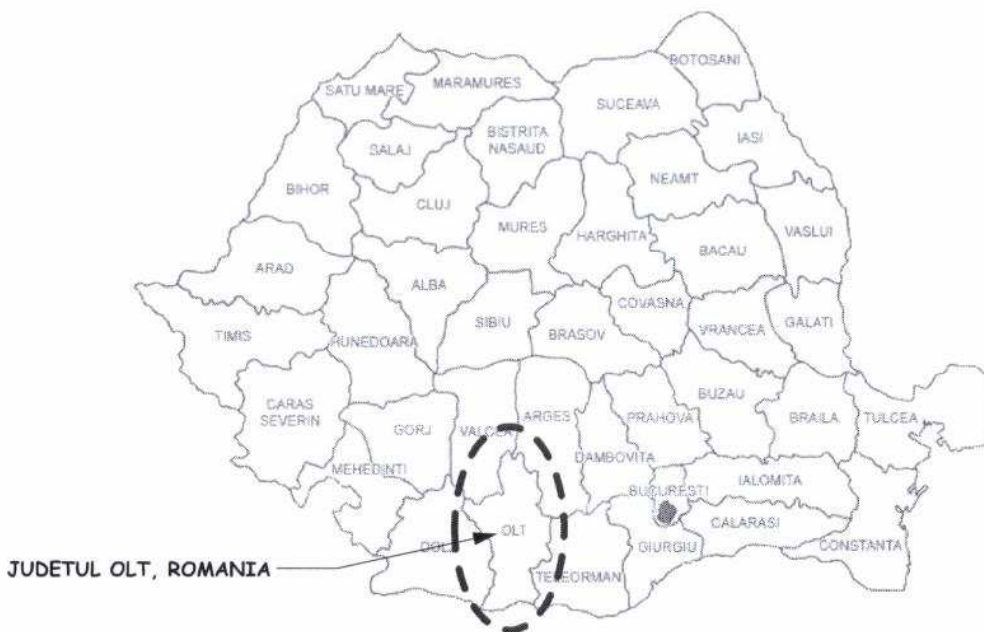 BOTOSANI
SATU MARE
MARAMURES
SUCEAVA
IASI
BISTRITA
NASAUD
SALAJ
NEAMT
BIHOR
CLUJ
MURES
HARGHITA
VASLUI
BACAU
ARAD
ALBA
COVASNA
SIBIU
GALATI
TIMIS
HUNEDOARA
BRASOV
VRANCEA
BUZAU
CARAS
SEVERIN
ARGES
PRAHOVA
BRAILA
TULCEA
GORJ
VALCEA
DAMBOVITA
MEHEDINTI
IALOMITA
BUCURESTI
CALARASI
OLT
DOLJ
GIURGIU
CONSTANTA
JUDETUL OLT, ROMANIA
TELEORMAN